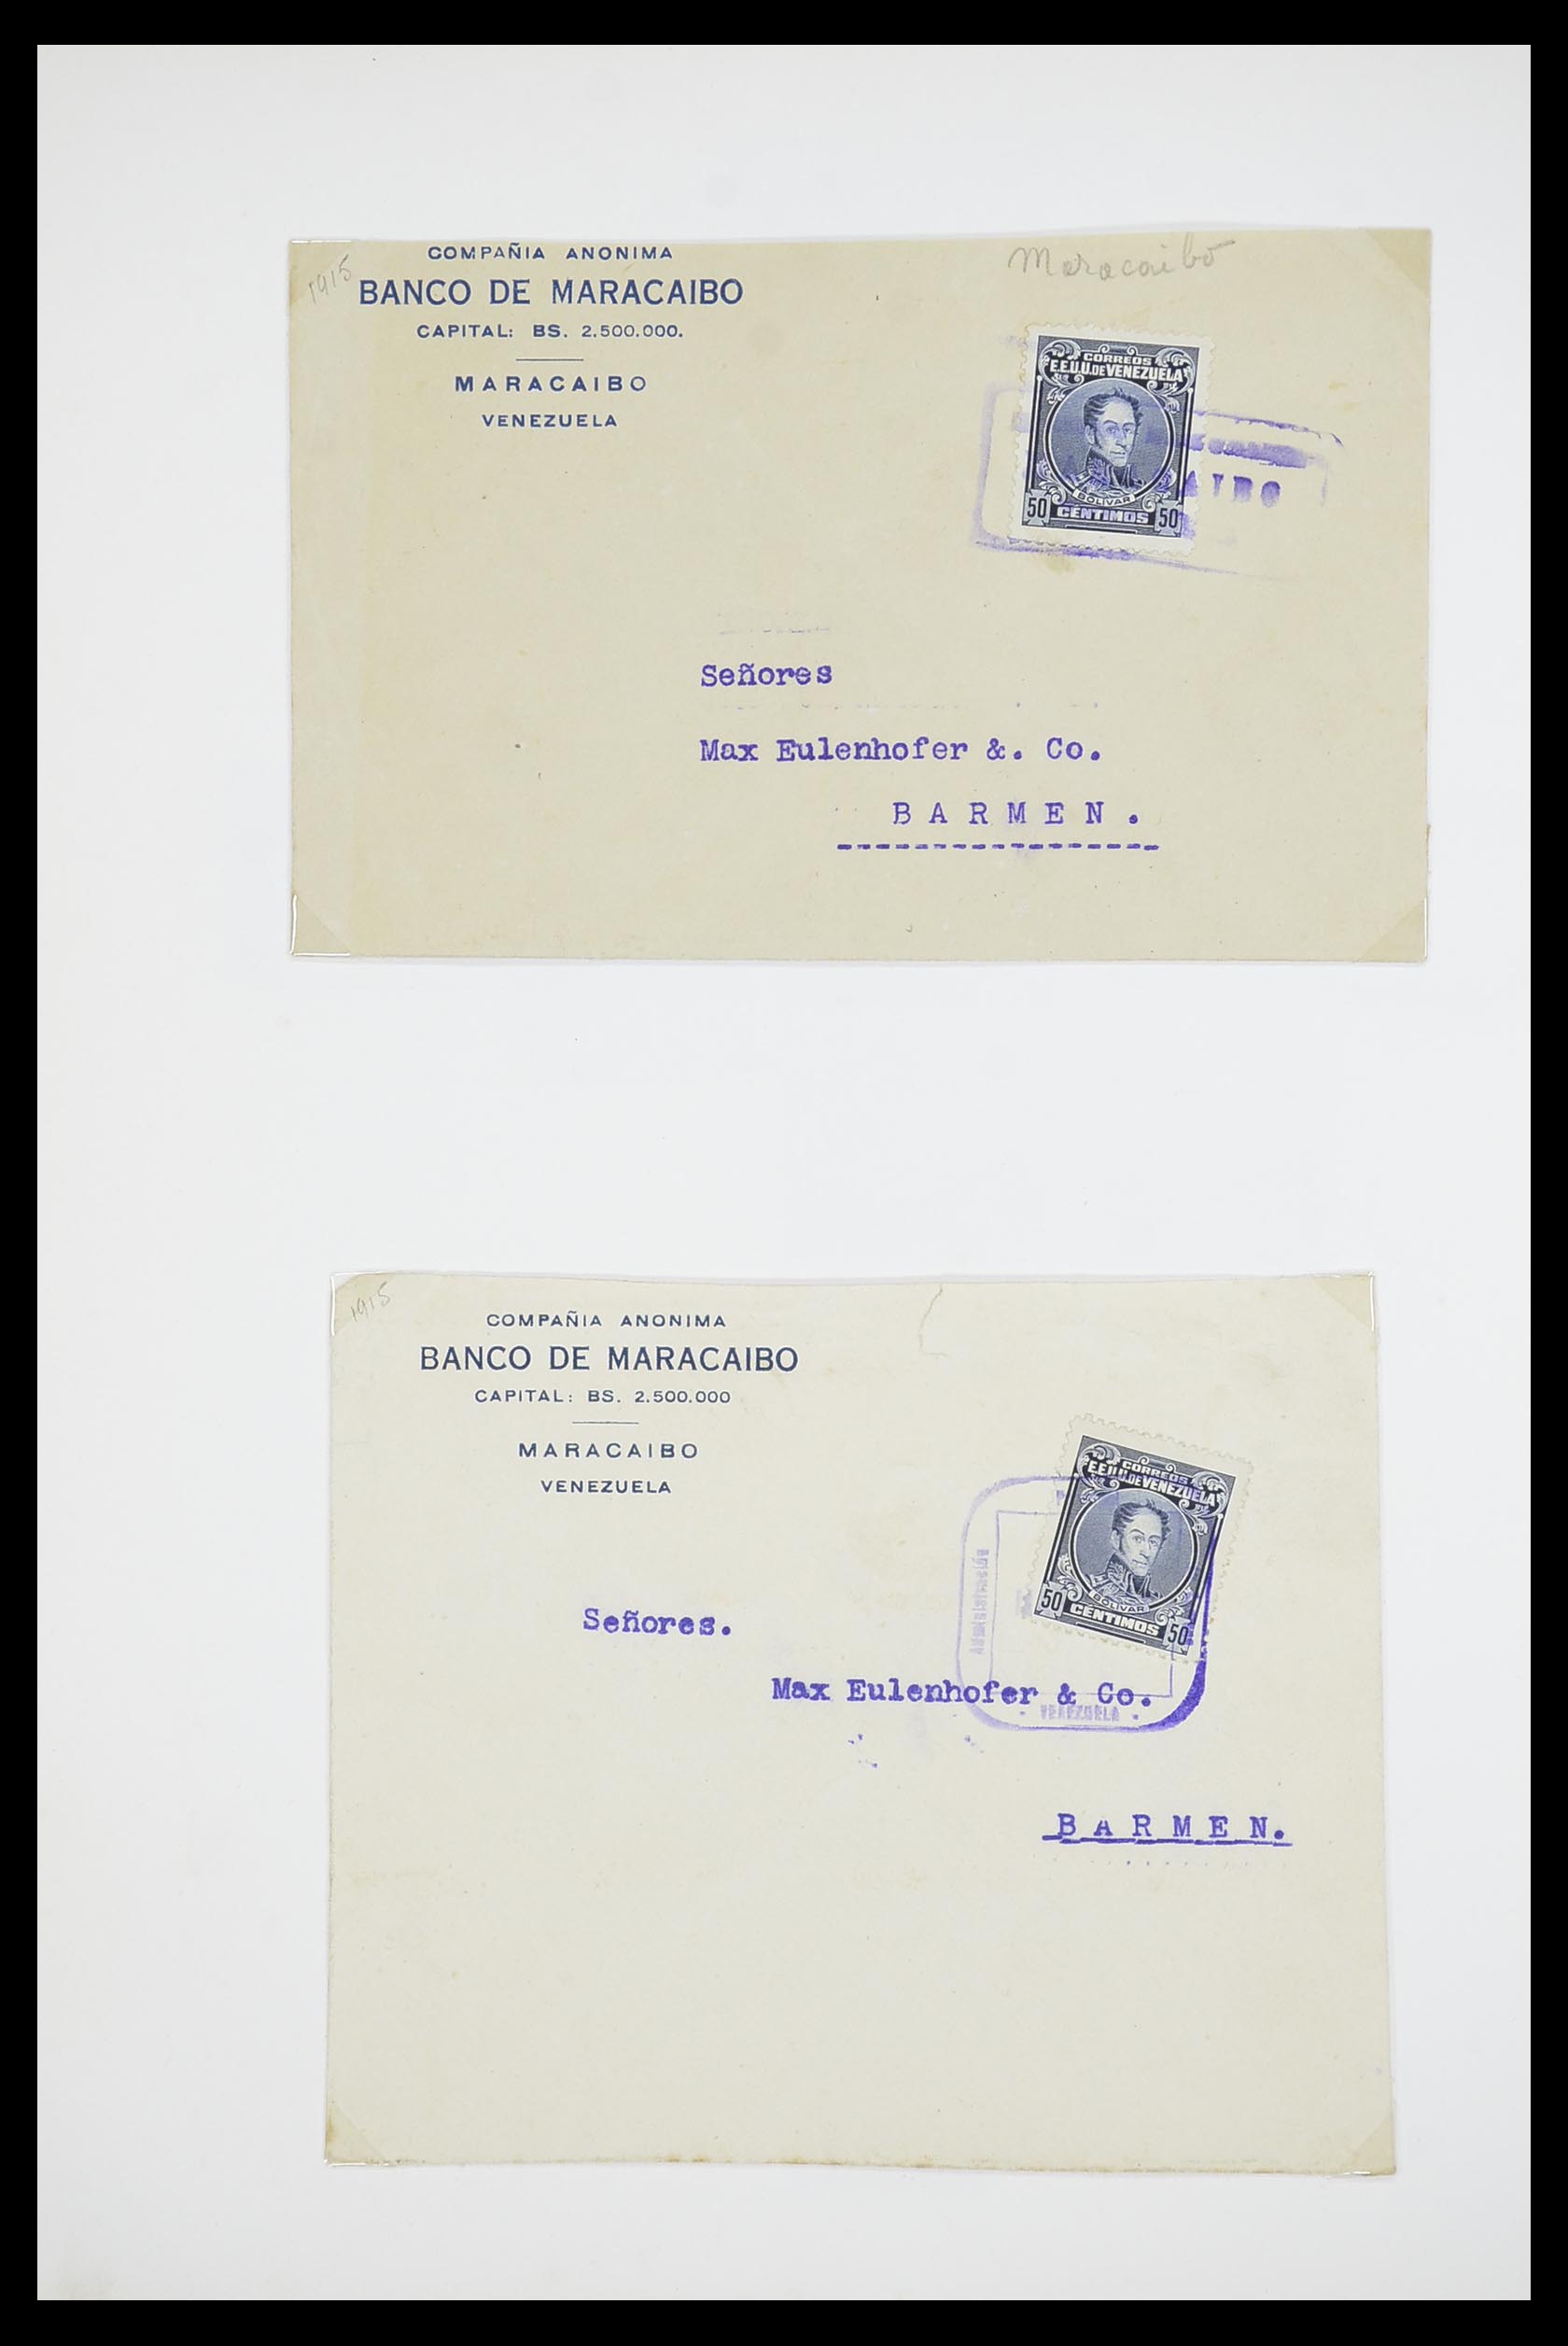 1915
COMPAÑIA ANONIMA
BANCO DE MARACAIBO
CAPITAL: BS. 2.500.000.
MARACAIBO
VENEZUELA
Maracaibo
CORREOS
E.E.U.U. DE VENEZUELA
BOLIVAR
50 CENTIMOS 50
AIBO
Señores
Max Eulenhofer &. Co.
BARMEN.
1915
COMPAÑIA ANONIMA
BANCO DE MARACAIBO
CAPITAL: BS. 2.500.000
MARACAIBO
VENEZUELA
CORREOS
E.E.U.U. DE VENEZUELA
BOLIVAR
50 CENTIMOS 50
Administración
VENEZUELA
Señores.
Max Eulenhofer & Co.
BARMEN.